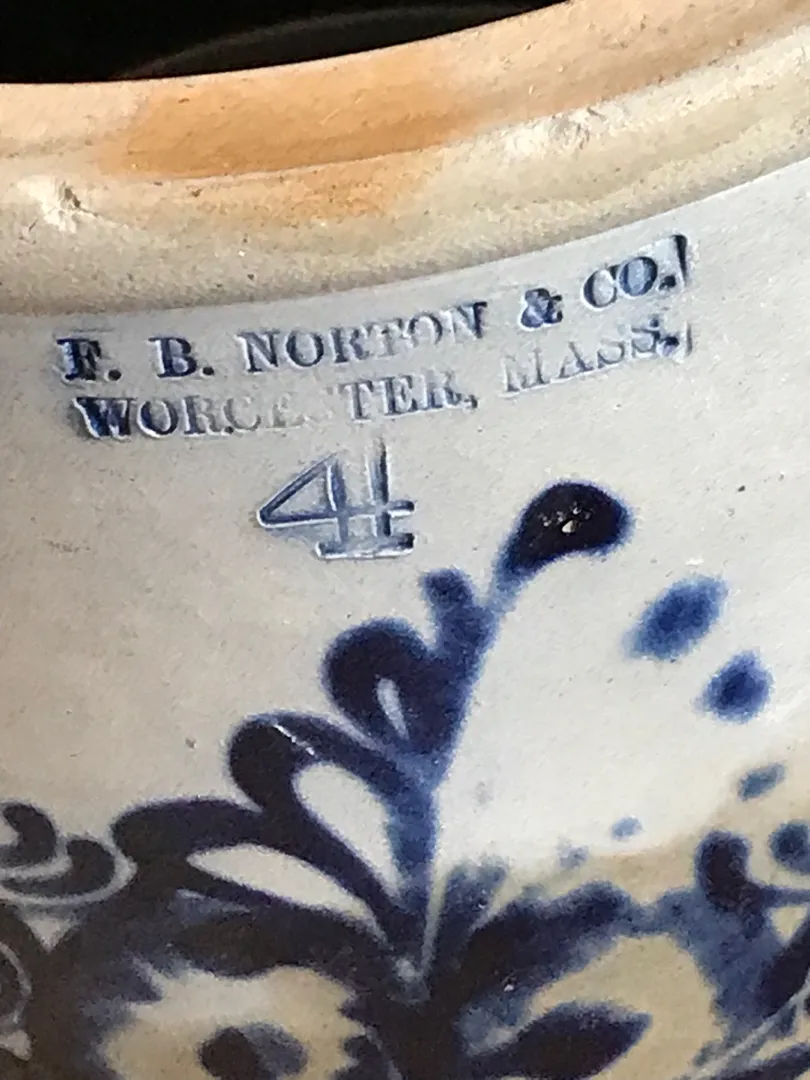 F. B. NORTON & CO.
WORCESTER, MASS.
4